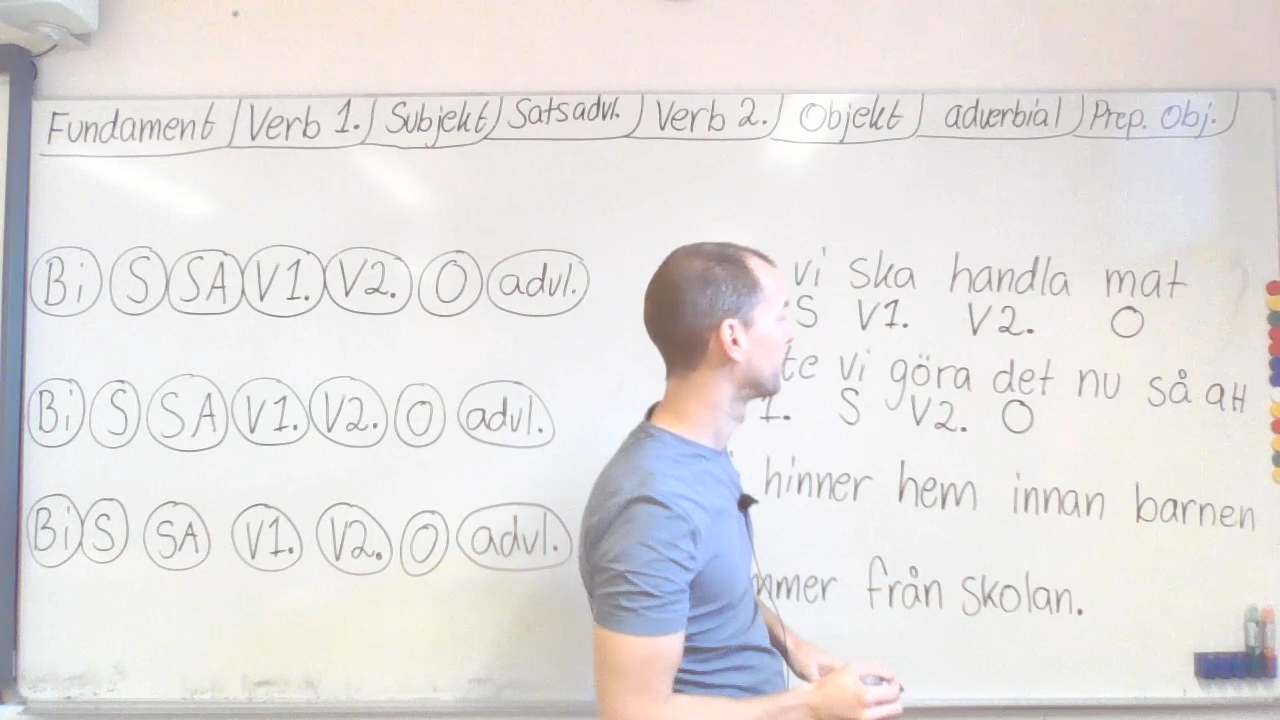 Fundament Verb 1. Subjekt Satsadvl. Verb 2. Objekt adverbial Prep. Obj.
Bi S SA V1. V2. O advl.
Bi S SA V1. V2. O advl.
Bi S SA V1. V2. O advl.
vi ska handla mat
S V1. V2. O
vi göra det nu så att
1. S V2. O
hinner hem innan barnen
från skolan.